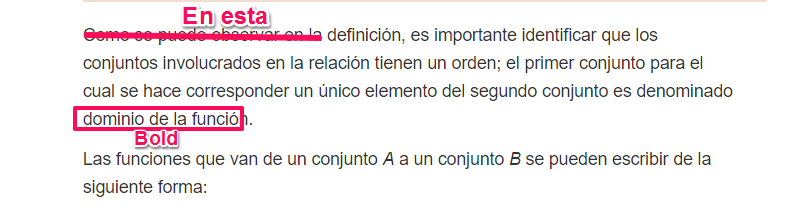 En esta
Como se puede observar en la definición, es importante identificar que los
conjuntos involucrados en la relación tienen un orden; el primer conjunto para el
cual se hace corresponder un único elemento del segundo conjunto es denominado
dominio de la función.
Bold
Las funciones que van de un conjunto A a un conjunto B se pueden escribir de la
siguiente forma: